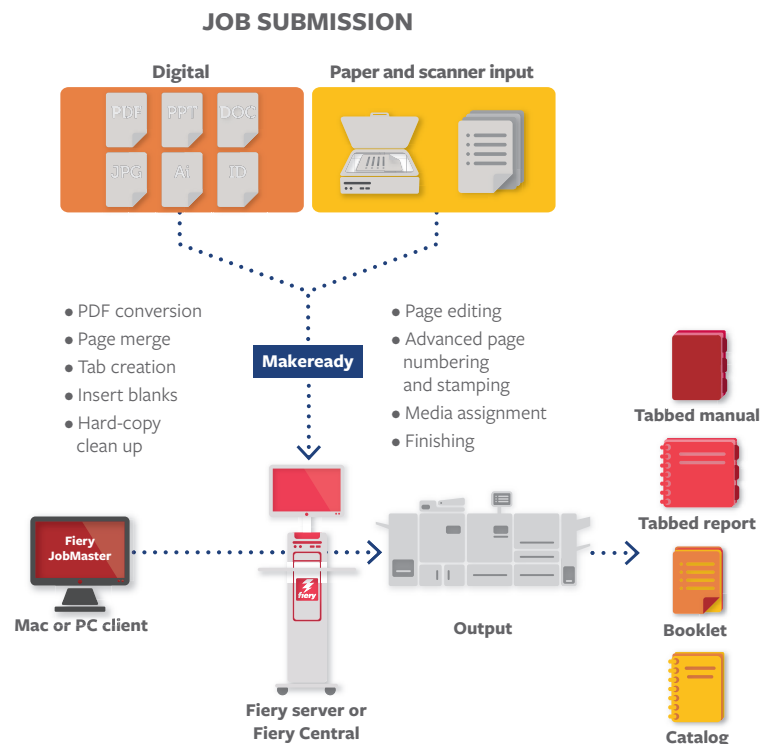 JOB SUBMISSION
Digital
Paper and scanner input
PDF
PPT
DOC
JPG
Ai
ID
• PDF conversion
• Page merge
• Tab creation
• Insert blanks
• Hard-copy
clean up
Makeready
• Page editing
• Advanced page
numbering
and stamping
• Media assignment
• Finishing
Tabbed manual
Tabbed report
Booklet
Catalog
Fiery
JobMaster
Mac or PC client
fiery
Fiery server or
Fiery Central
Output